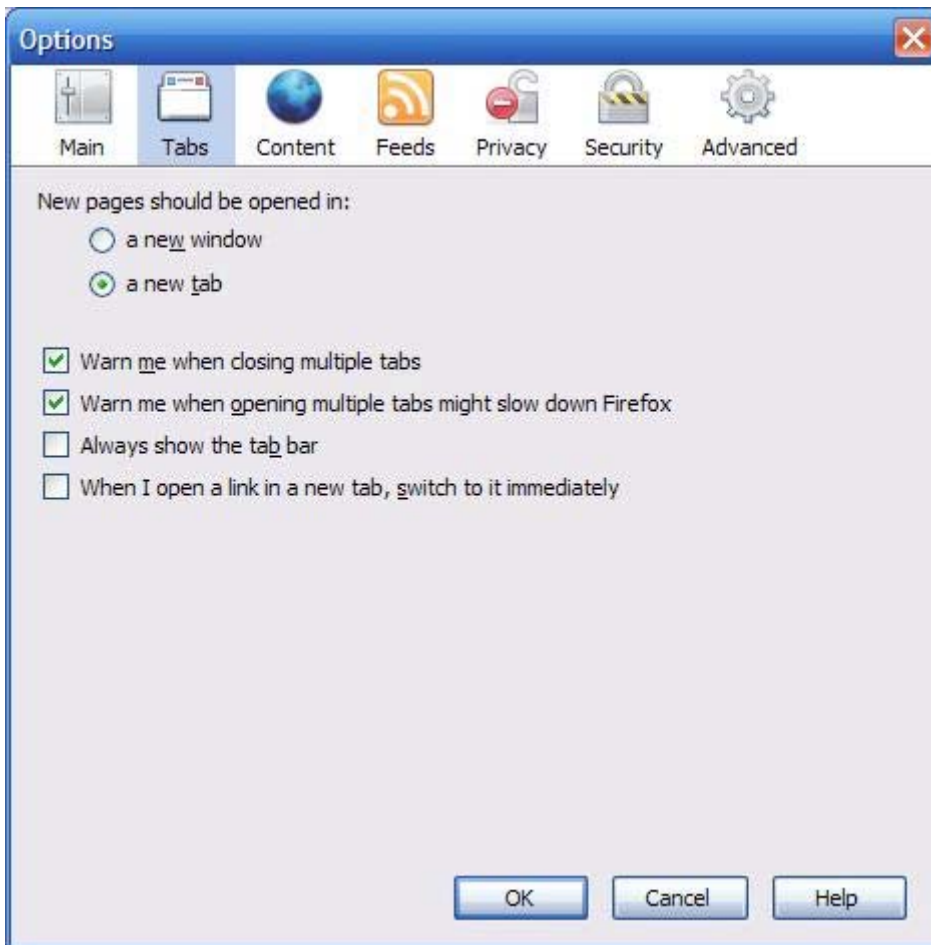 Options
Main Tabs Content Feeds Privacy Security Advanced
New pages should be opened in:
a new window
a new tab
Warn me when closing multiple tabs
Warn me when opening multiple tabs might slow down Firefox
Always show the tab bar
When I open a link in a new tab, switch to it immediately
OK Cancel Help